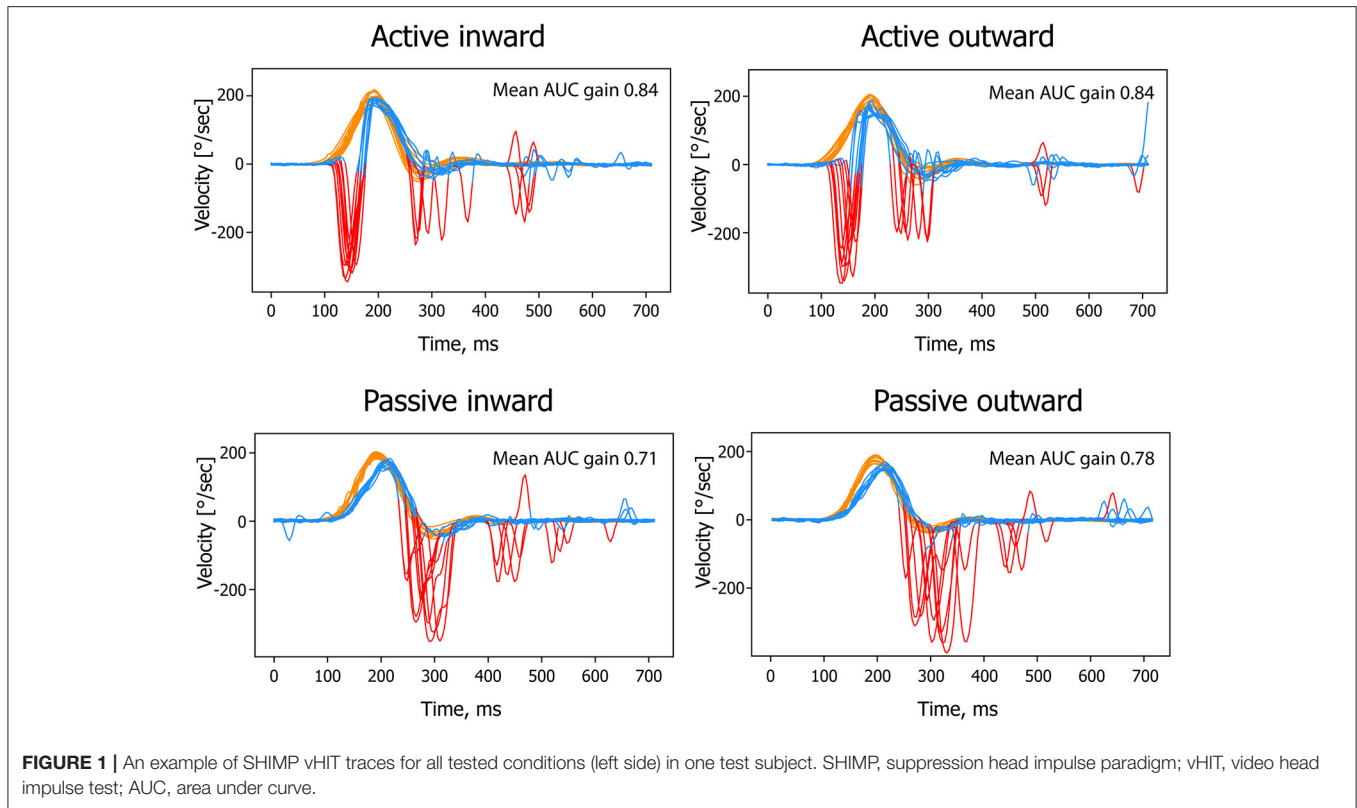 Active inward
Active outward
Mean AUC gain 0.84
Mean AUC gain 0.84
Velocity [°/sec]
200
0
-200
Velocity [°/sec]
200
0
-200
0 100 200 300 400 500 600 700
0 100 200 300 400 500 600 700
Time, ms
Time, ms
Passive inward
Passive outward
Mean AUC gain 0.71
Mean AUC gain 0.78
Velocity [°/sec]
200
0
-200
Velocity [°/sec]
200
0
-200
0 100 200 300 400 500 600 700
0 100 200 300 400 500 600 700
Time, ms
Time, ms
FIGURE 1 | An example of SHIMP vHIT traces for all tested conditions (left side) in one test subject. SHIMP, suppression head impulse paradigm; vHIT, video head
impulse test; AUC, area under curve.